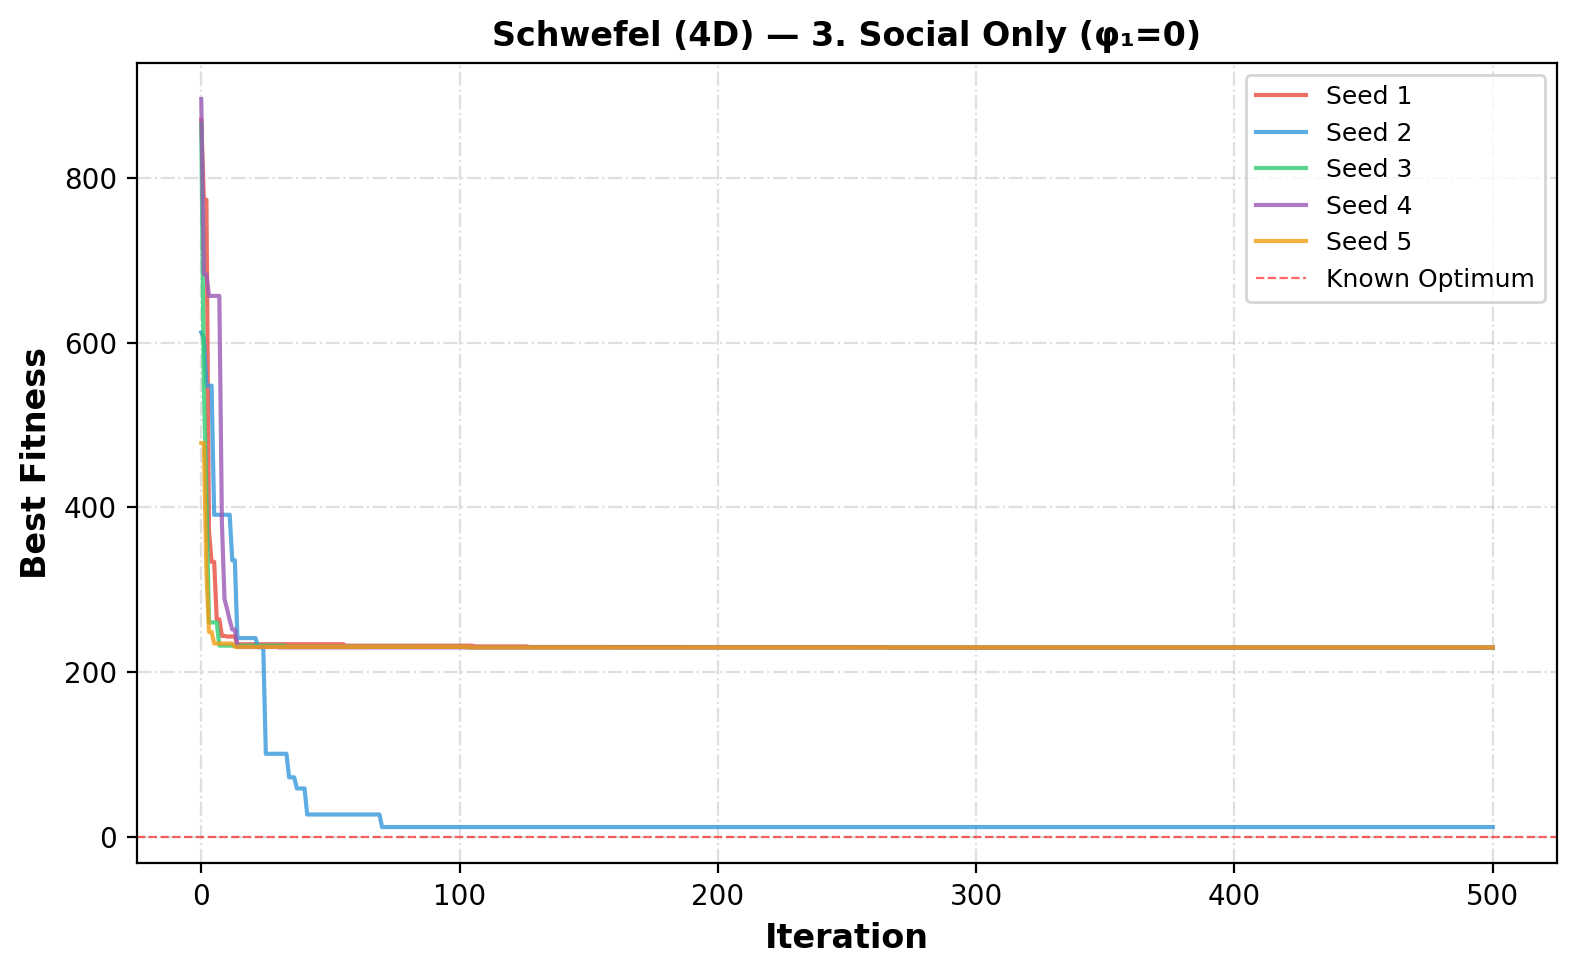 Schwefel (4D) — 3. Social Only (φ₁=0)
Best Fitness
800
600
400
200
0
Seed 1
Seed 2
Seed 3
Seed 4
Seed 5
Known Optimum
0 100 200 300 400 500
Iteration